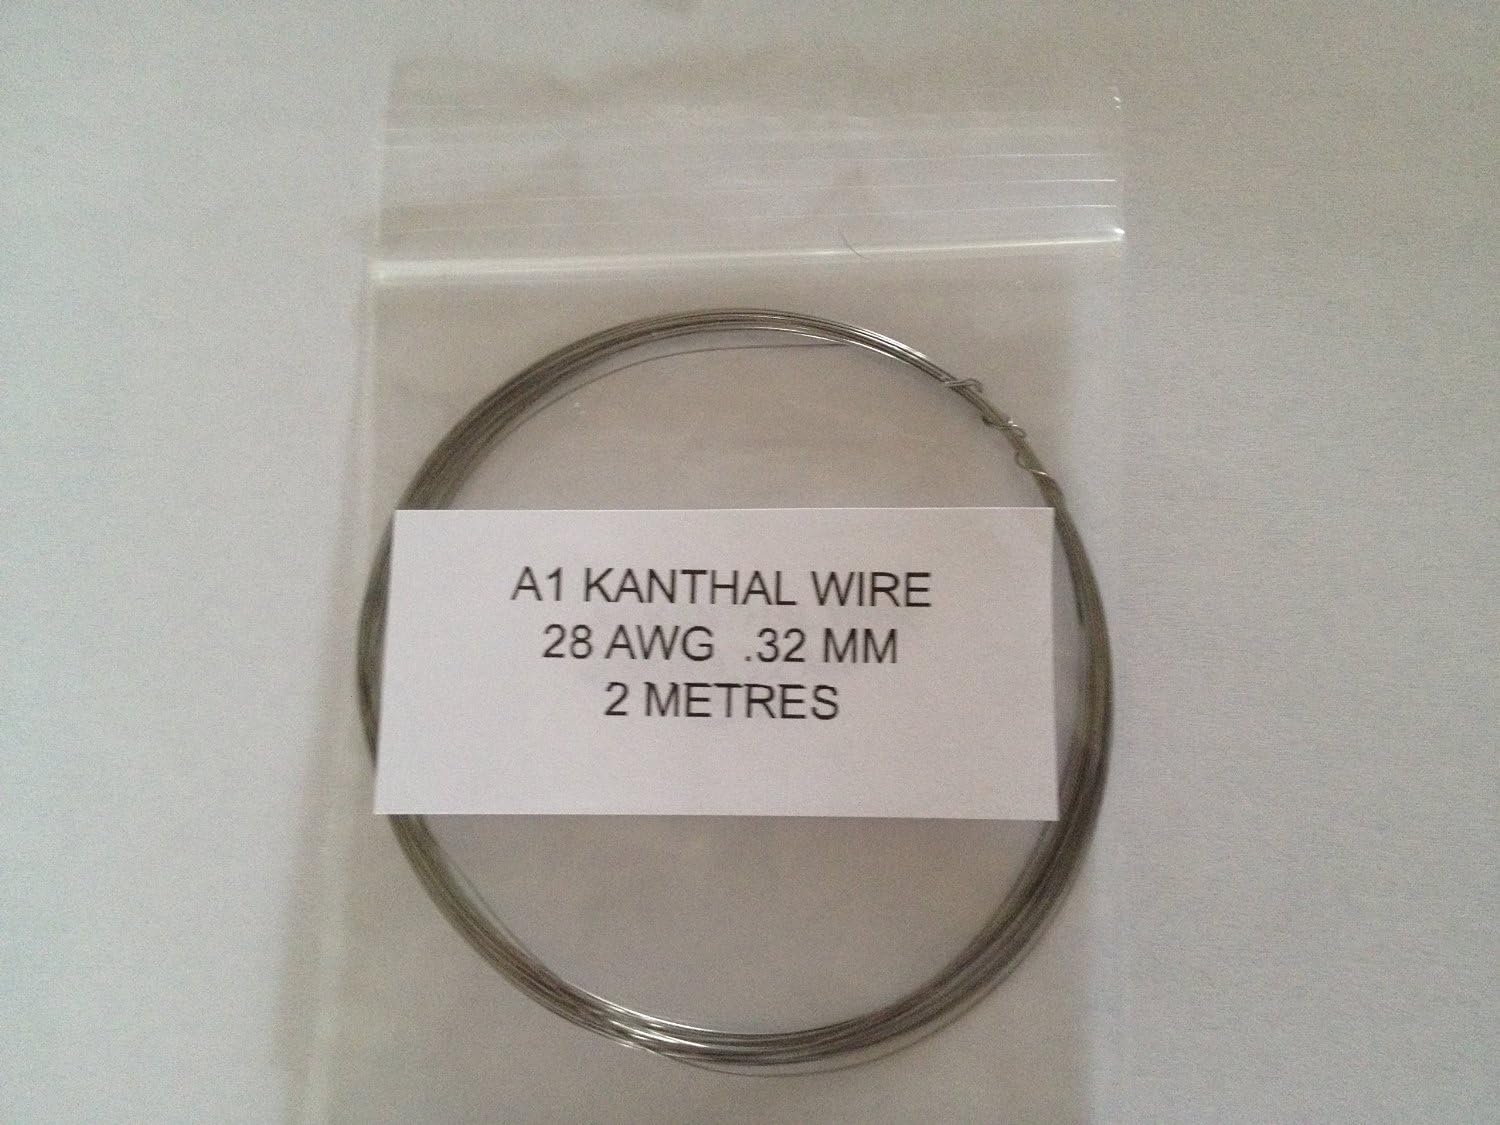 A1 KANTHAL WIRE
28 AWG .32 MM
2 METRES